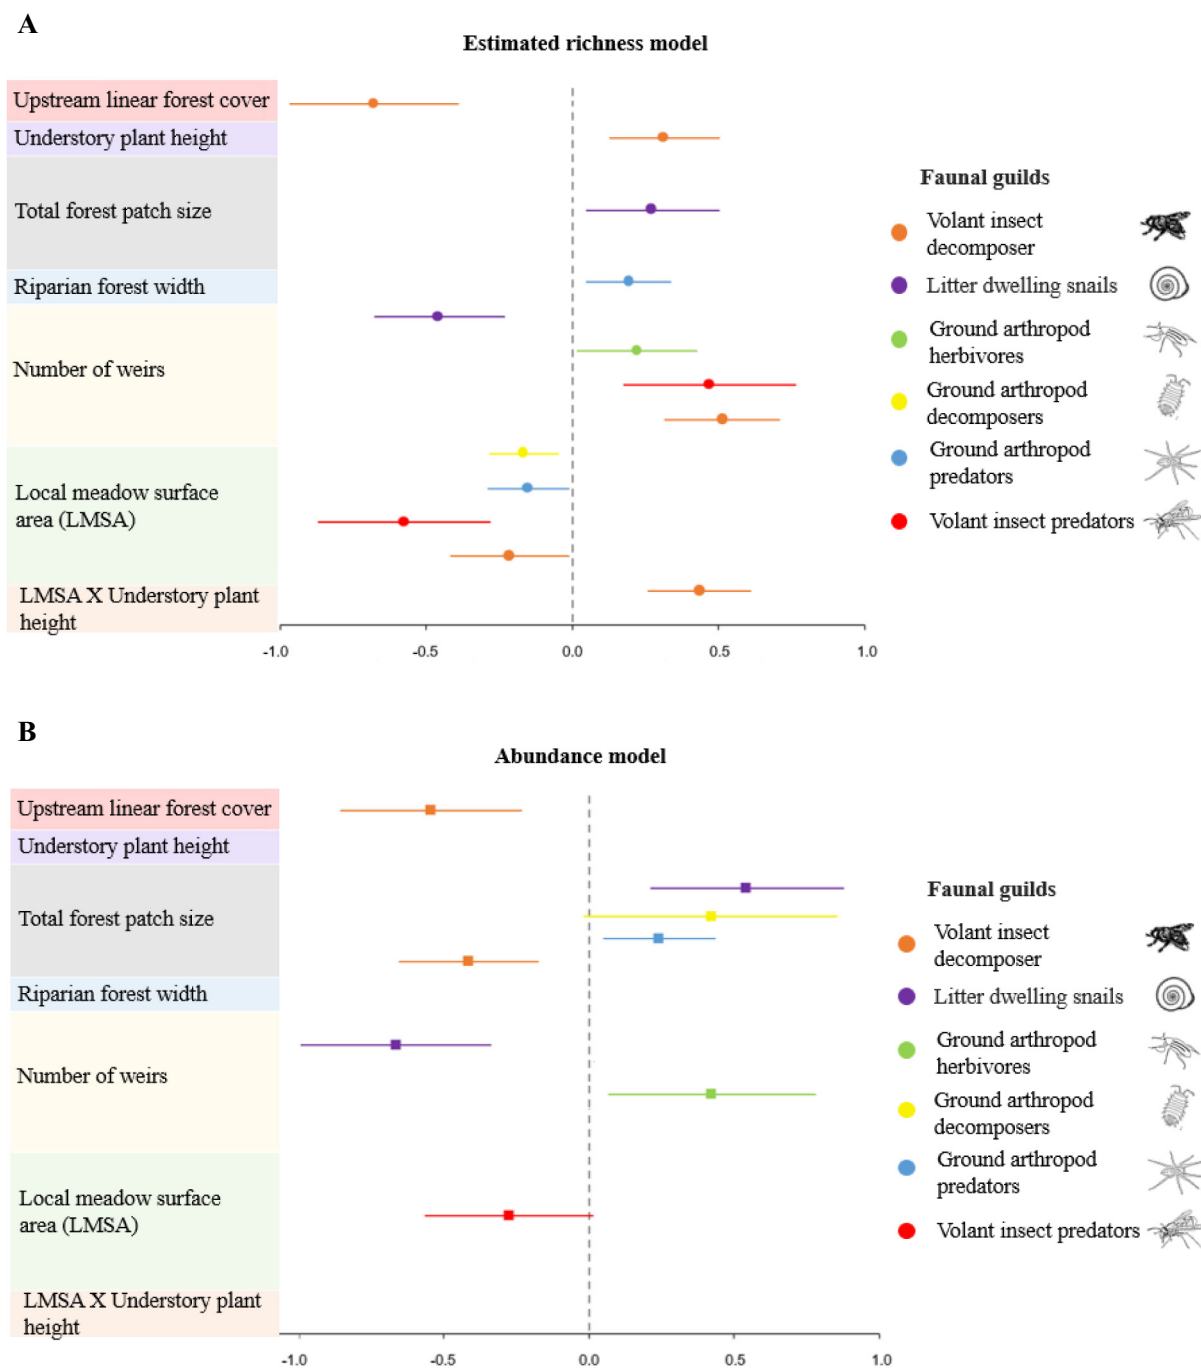 A
Estimated richness model
Upstream linear forest cover
Understory plant height
Total forest patch size
Riparian forest width
Number of weirs
Local meadow surface
area (LMSA)
LMSA X Understory plant
height
-1.0
-0.5
0.0
0.5
1.0
Faunal guilds
Volant insect
decomposer
Litter dwelling snails
Ground arthropod
herbivores
Ground arthropod
decomposers
Ground arthropod
predators
Volant insect predators
B
Abundance model
Upstream linear forest cover
Understory plant height
Total forest patch size
Riparian forest width
Number of weirs
Local meadow surface
area (LMSA)
LMSA X Understory plant
height
-1.0
-0.5
0.0
0.5
1.0
Faunal guilds
Volant insect
decomposer
Litter dwelling snails
Ground arthropod
herbivores
Ground arthropod
decomposers
Ground arthropod
predators
Volant insect predators